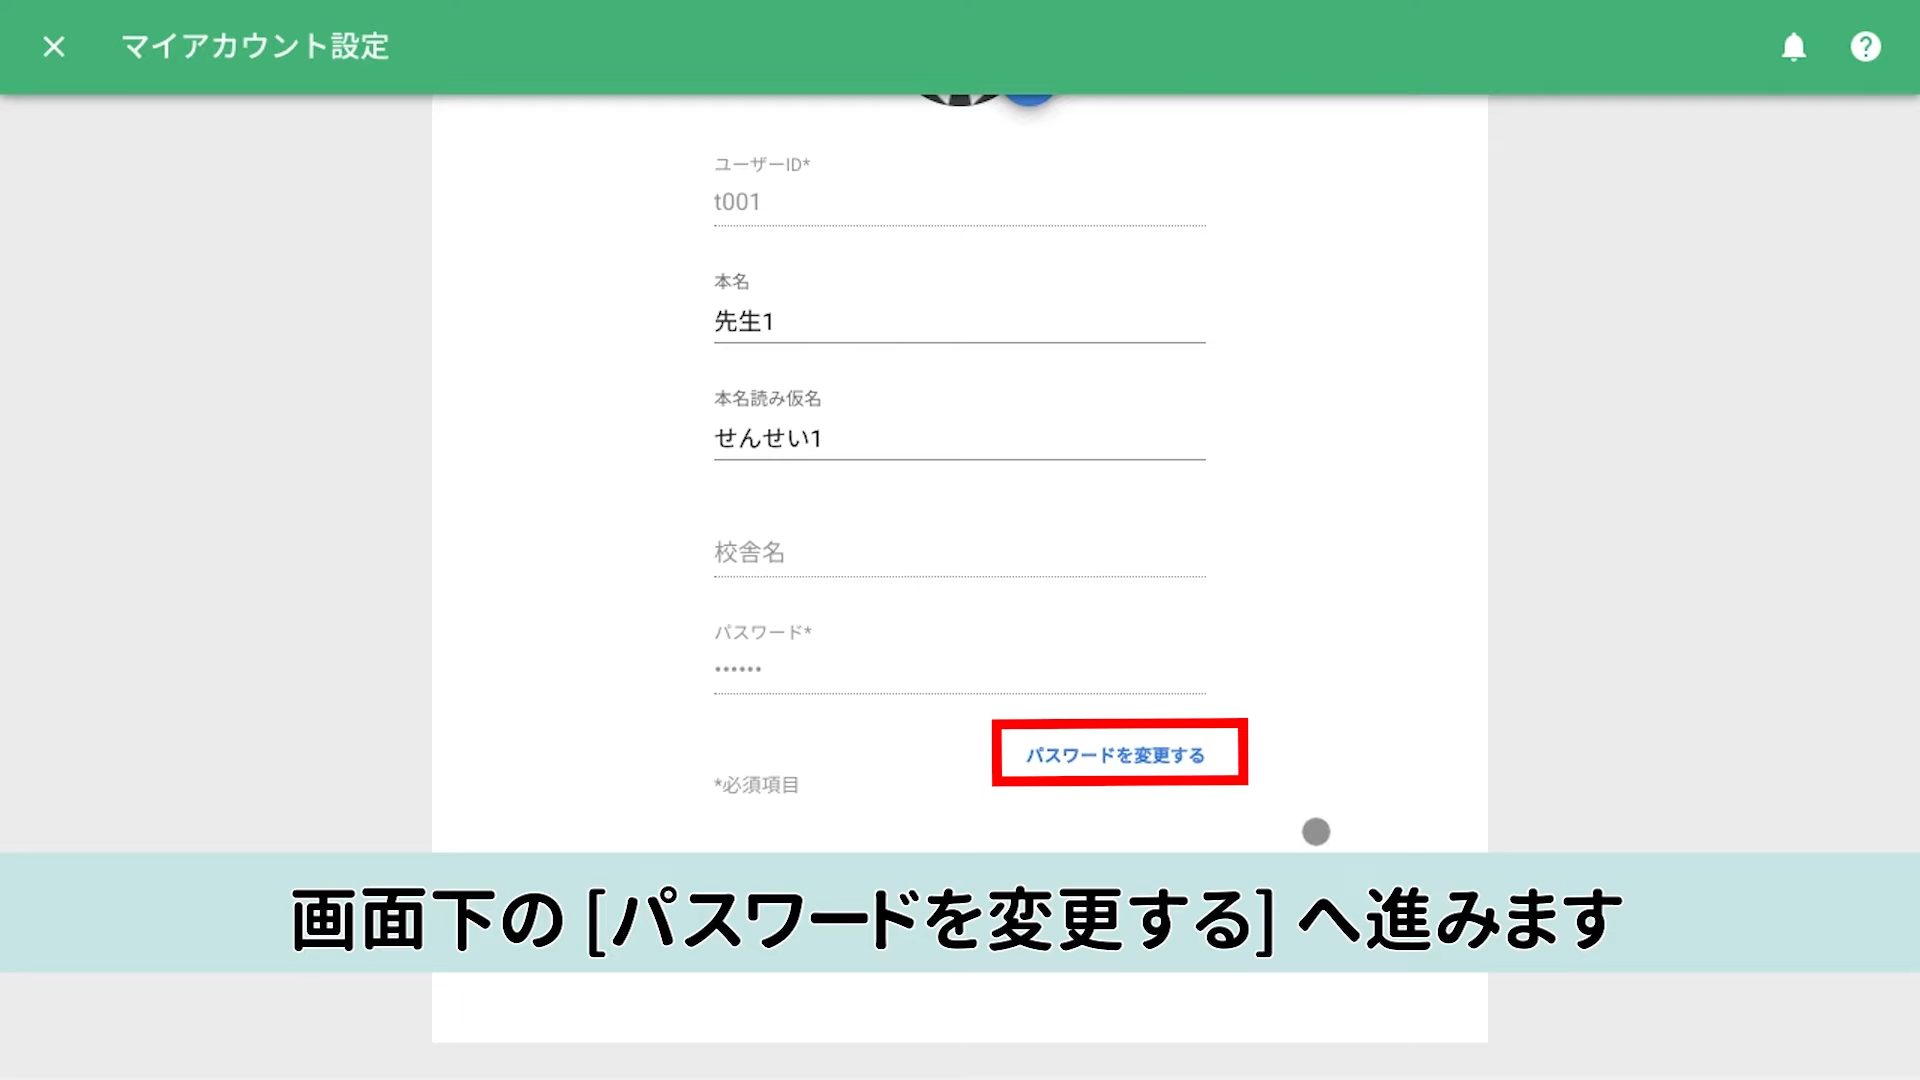 マイアカウント設定
ユーザーID*
t001
本名
先生1
本名読み仮名
せんせい1
校舎名
パスワード*
••••••
パスワードを変更する
*必須項目
画面下の [パスワードを変更する] へ進みます